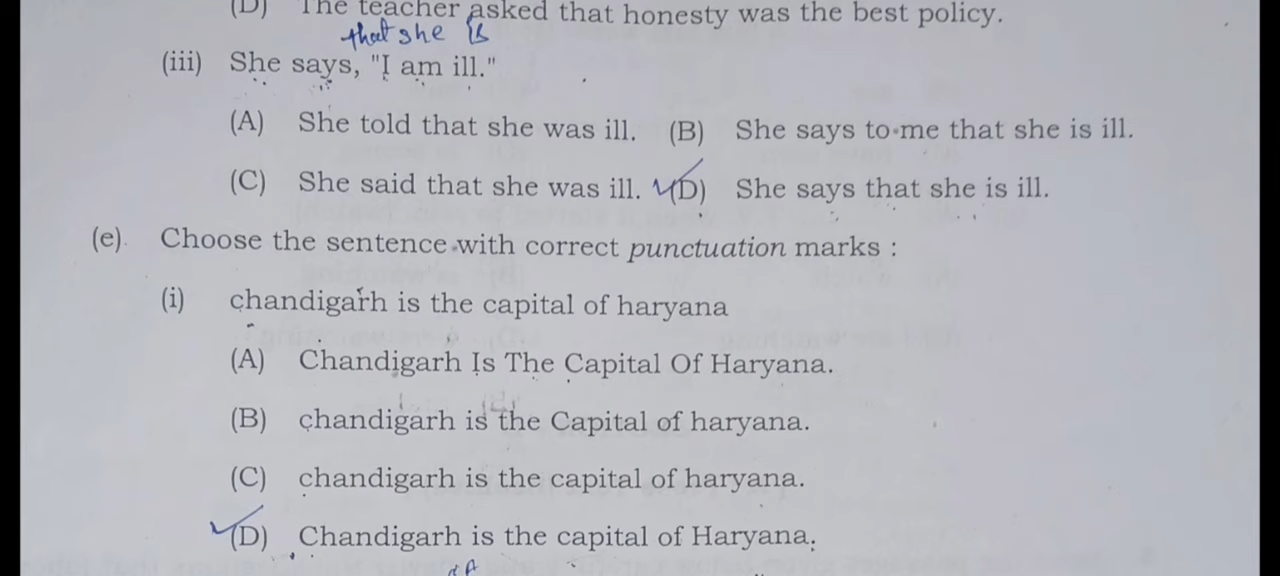 (D) The teacher asked that honesty was the best policy.
that she is
(iii) She says, "I am ill."
(A) She told that she was ill. (B) She says to me that she is ill.
(C) She said that she was ill. (D) She says that she is ill.
(e) Choose the sentence with correct punctuation marks :
(i) chandigarh is the capital of haryana
(A) Chandigarh Is The Capital Of Haryana.
(B) chandigarh is the Capital of haryana.
(C) chandigarh is the capital of haryana.
(D) Chandigarh is the capital of Haryana.